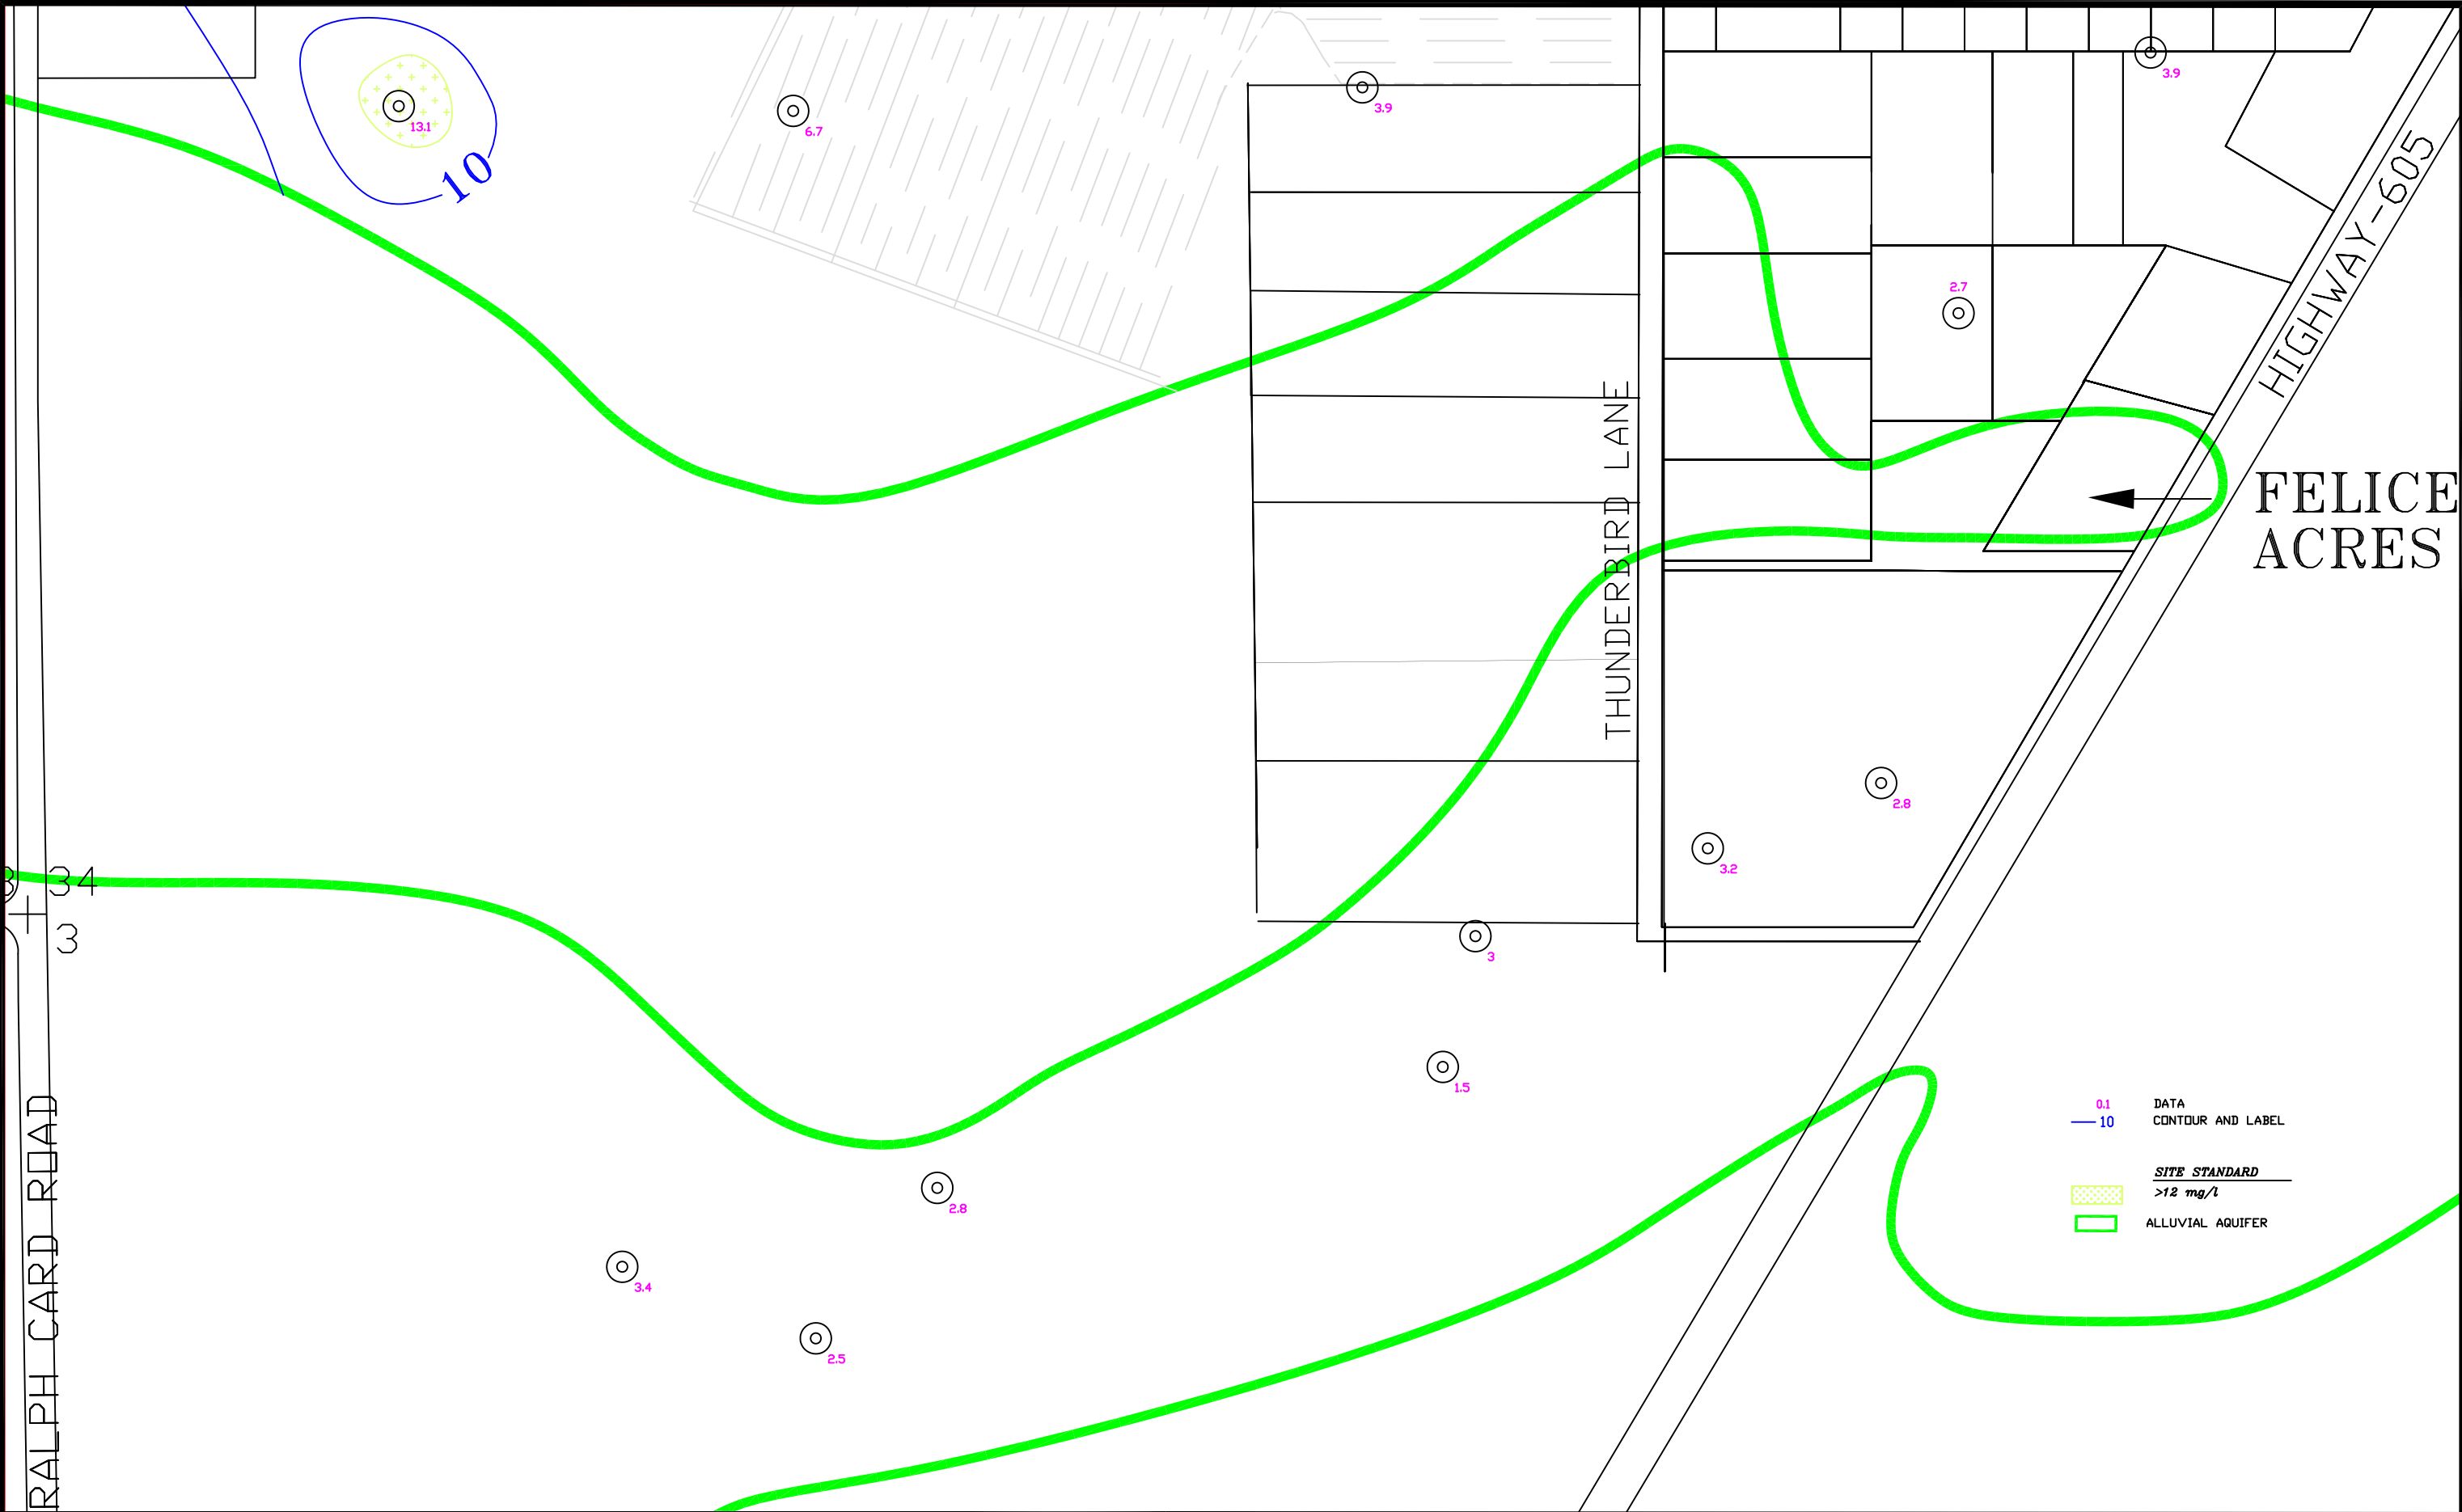 3.9
3.9
13.1
6.7
10
HIGHWAY-605
2.7
THUNDERBIRD LANE
FELICE
ACRES
2.8
3.2
34
3
3
1.5
RALPH CARD ROAD
0.1 DATA
10 CONTOUR AND LABEL
SITE STANDARD
>12 mg/l
ALLUVIAL AQUIFER
2.8
3.4
2.5